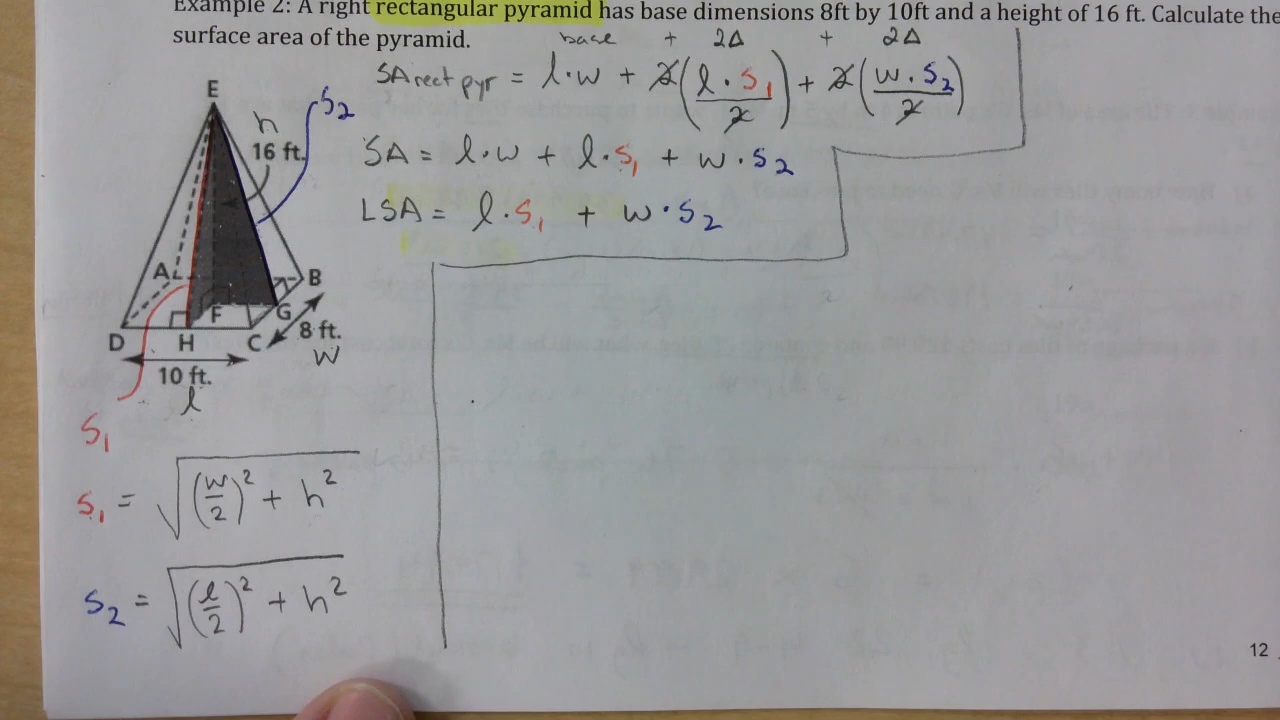 Example 2: A right rectangular pyramid has base dimensions 8ft by 10ft and a height of 16 ft. Calculate the
surface area of the pyramid.
base + 2Δ + 2Δ
SA rect pyr = l·w + 2(l·s₁/2) + 2(w·s₂/2)
SA = l·w + l·s₁ + w·s₂
LSA = l·s₁ + w·s₂
E
s₂
h
16 ft.
A
B
F
G
D
H
C
8 ft.
w
10 ft.
l
s₁
s₁ = √((w/2)² + h²)
s₂ = √((l/2)² + h²)
12